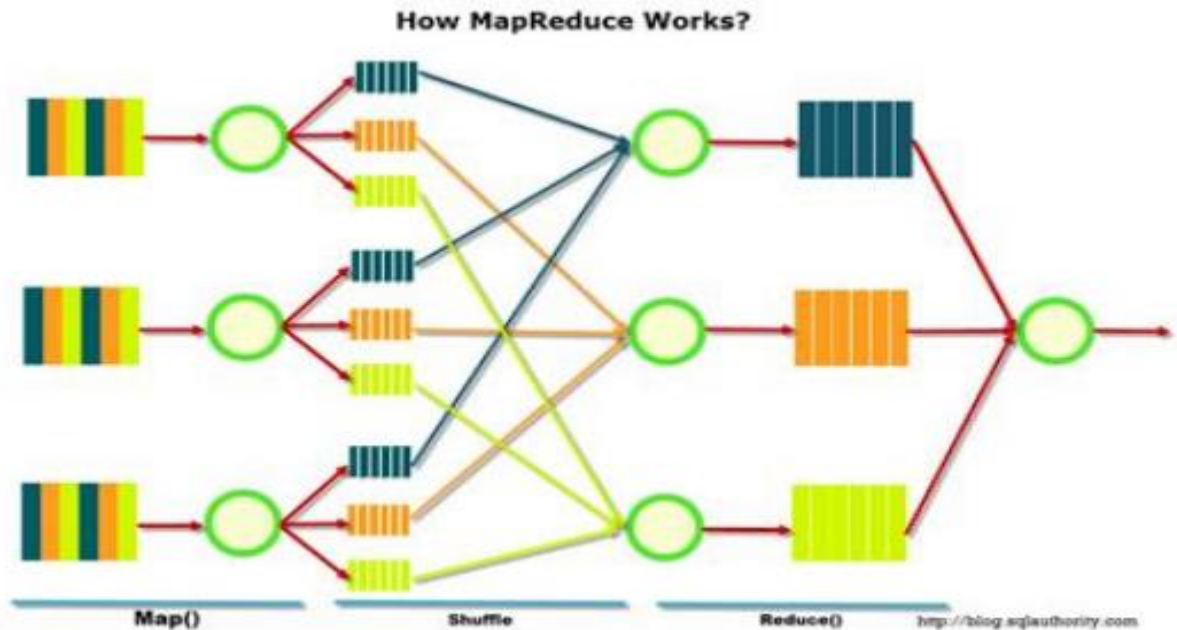 How MapReduce Works?
Map()
Shuffle
Reduce()
http://blog.sqlauthority.com